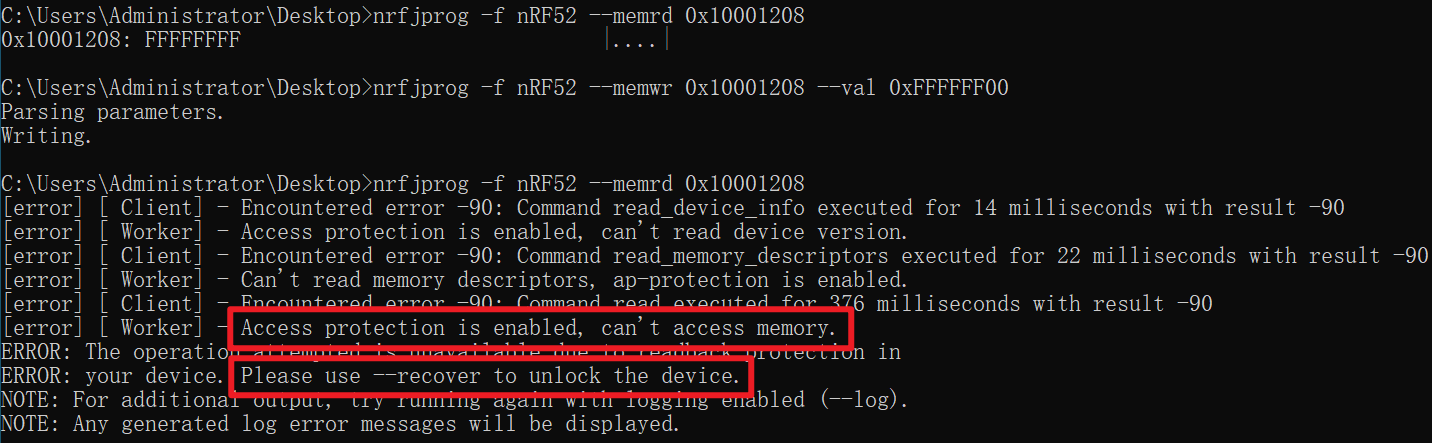 C:\Users\Administrator\Desktop>nrfjprog -f nRF52 --memrd 0x10001208
0x10001208: FFFFFFFF |....|
C:\Users\Administrator\Desktop>nrfjprog -f nRF52 --memwr 0x10001208 --val 0xFFFFFF00
Parsing parameters.
Writing.
C:\Users\Administrator\Desktop>nrfjprog -f nRF52 --memrd 0x10001208
[error] [ Client] - Encountered error -90: Command read_device_info executed for 14 milliseconds with result -90
[error] [ Worker] - Access protection is enabled, can't read device version.
[error] [ Client] - Encountered error -90: Command read_memory_descriptors executed for 22 milliseconds with result -90
[error] [ Worker] - Can't read memory descriptors, ap-protection is enabled.
[error] [ Client] - Encountered error -90: Command read executed for 376 milliseconds with result -90
[error] [ Worker] - Access protection is enabled, can't access memory.
ERROR: The operation attempted is unavailable due to readback protection in
ERROR: your device. Please use --recover to unlock the device.
NOTE: For additional output, try running again with logging enabled (--log).
NOTE: Any generated log error messages will be displayed.